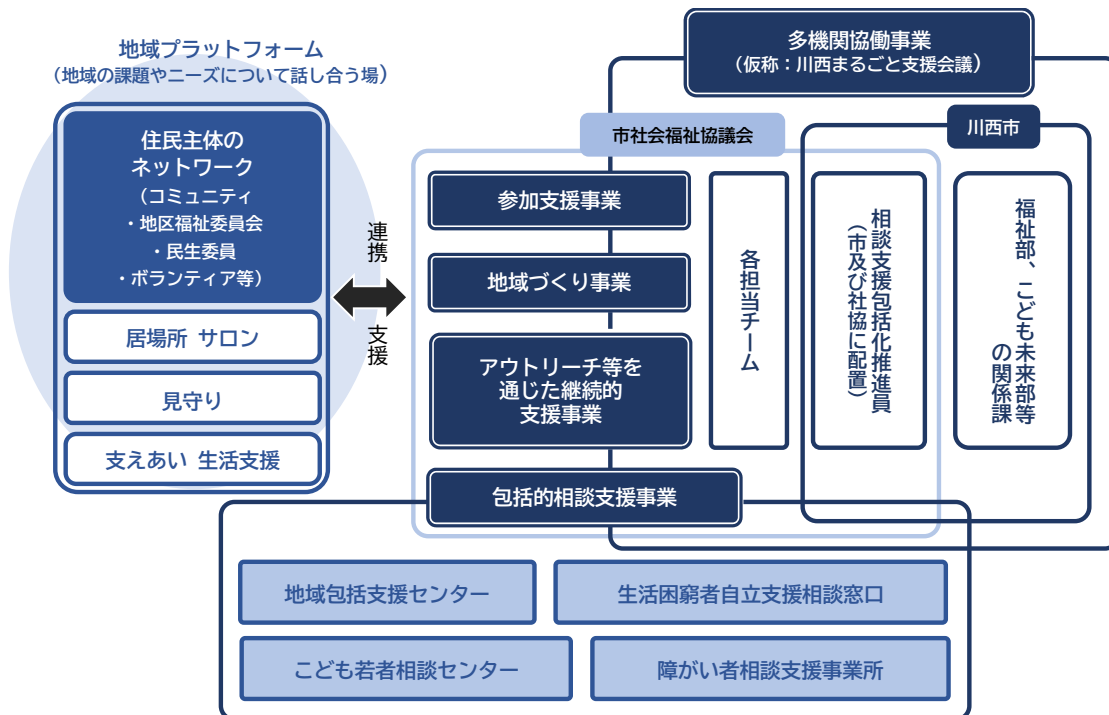 地域プラットフォーム
（地域の課題やニーズについて話し合う場）
住民主体の
ネットワーク
（コミュニティ
・地区福祉委員会
・民生委員
・ボランティア等）
居場所 サロン
見守り
支えあい 生活支援
連携
支援
多機関協働事業
（仮称：川西まるごと支援会議）
市社会福祉協議会
川西市
参加支援事業
地域づくり事業
アウトリーチ等を
通じた継続的
支援事業
各担当チーム
相談支援包括化推進員
（市及び社協に配置）
福祉部、こども未来部等
の関係課
包括的相談支援事業
地域包括支援センター
生活困窮者自立支援相談窓口
こども若者相談センター
障がい者相談支援事業所